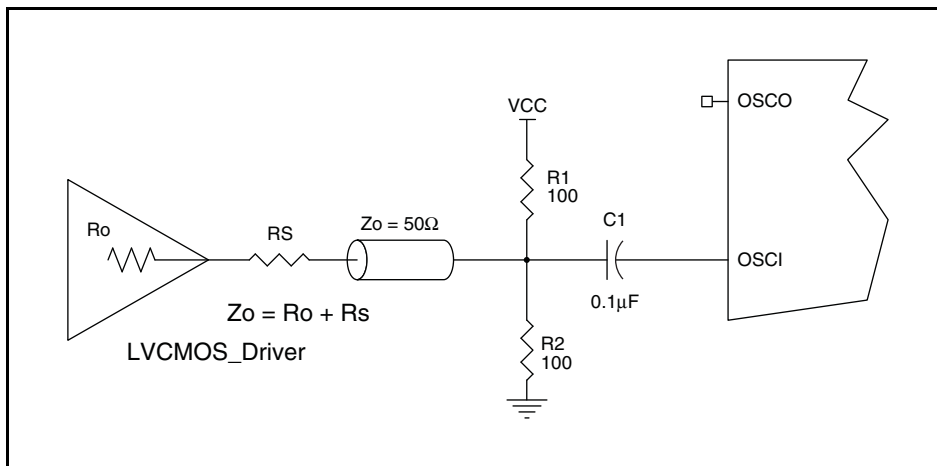 OSCO
VCC
R1
100
C1
Zo = 50Ω
Ro
RS
OSCI
0.1μF
Zo = Ro + Rs
R2
100
LVCMOS_Driver